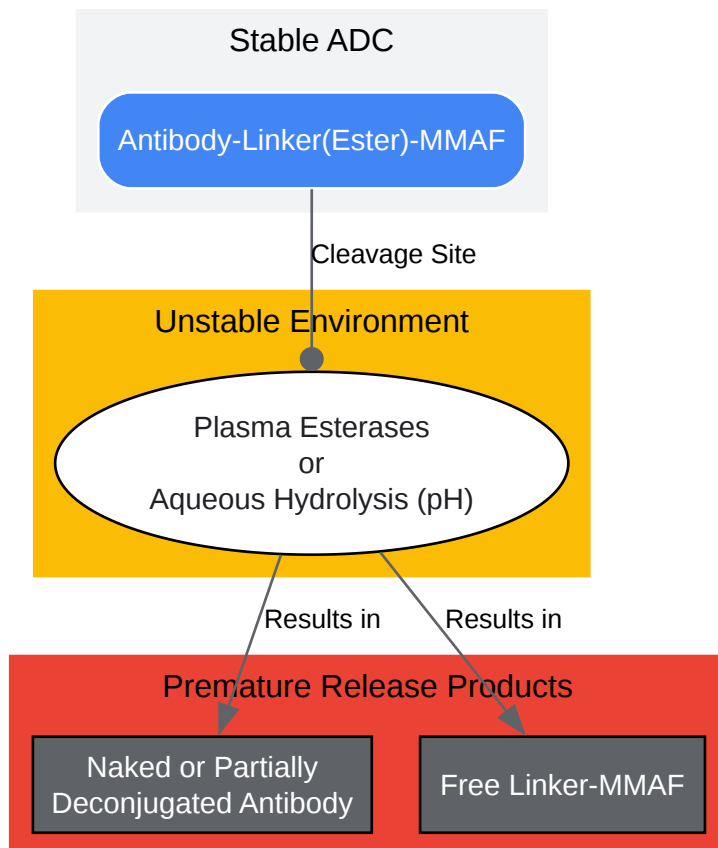 Stable ADC
Antibody-Linker(Ester)-MMAF
Cleavage Site
Unstable Environment
Plasma Esterases
or
Aqueous Hydrolysis (pH)
Results in
Results in
Premature Release Products
Naked or Partially
Deconjugated Antibody
Free Linker-MMAF